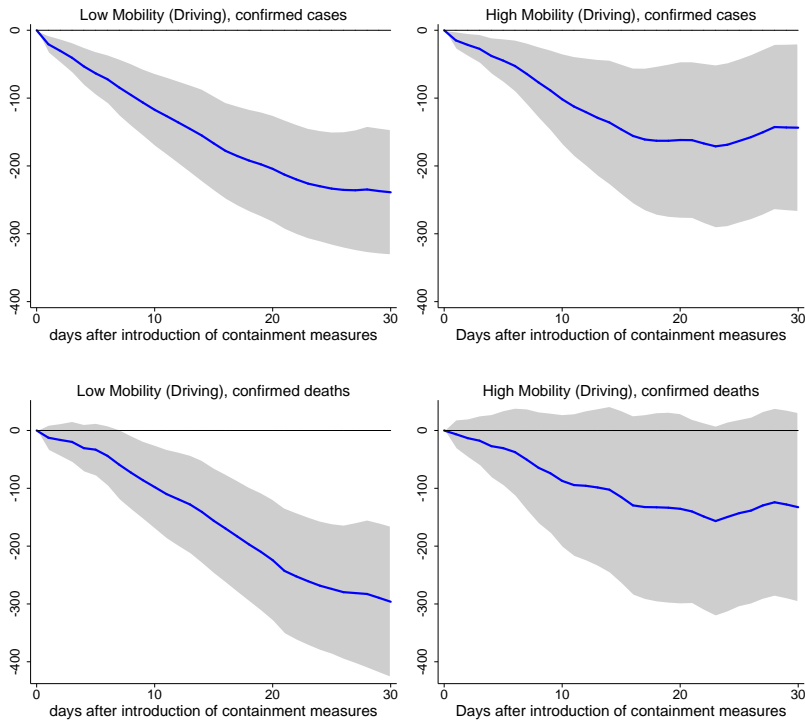 Low Mobility (Driving), confirmed cases
0
-100
-200
-300
-400
0 10 20 30
days after introduction of containment measures
High Mobility (Driving), confirmed cases
0
-100
-200
-300
-400
0 10 20 30
Days after introduction of containment measures
Low Mobility (Driving), confirmed deaths
0
-100
-200
-300
-400
0 10 20 30
days after introduction of containment measures
High Mobility (Driving), confirmed deaths
0
-100
-200
-300
-400
0 10 20 30
Days after introduction of containment measures